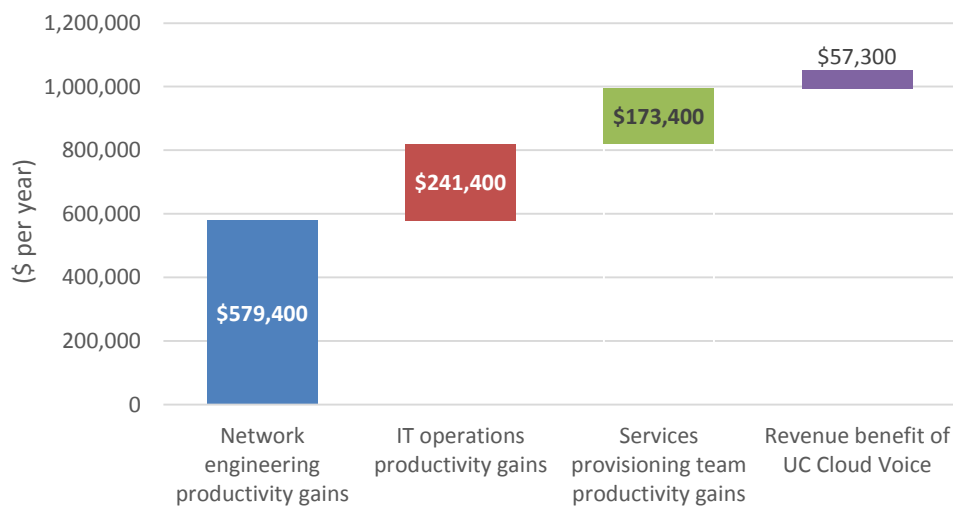 1,200,000
1,000,000
800,000
600,000
400,000
200,000
0
($ per year)
$579,400
$241,400
$173,400
$57,300
Network
engineering
productivity gains
IT operations
productivity gains
Services
provisioning team
productivity gains
Revenue benefit of
UC Cloud Voice